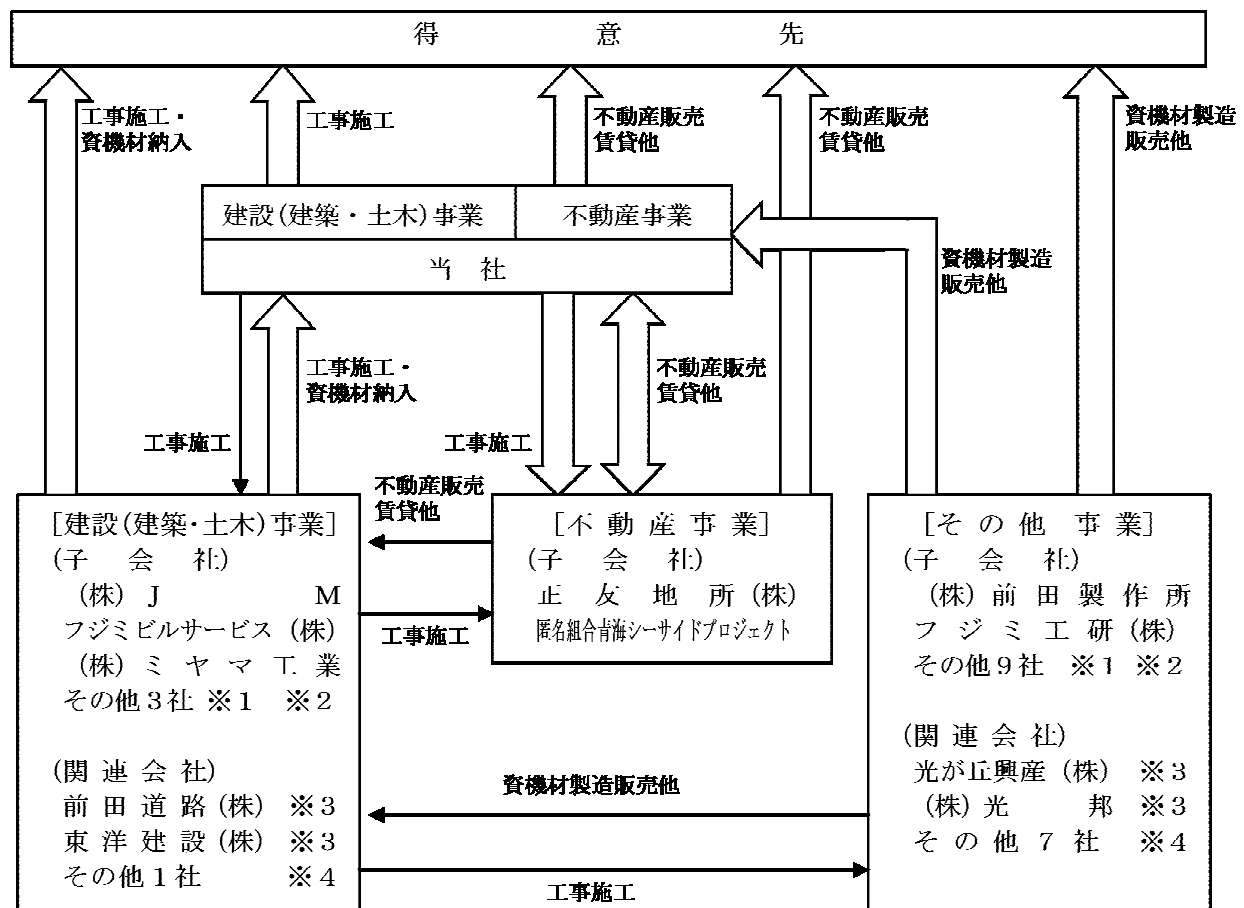 得意先
工事施工・
資機材納入
工事施工
不動産販売
賃貸他
不動産販売
賃貸他
資機材製造
販売他
建設(建築・土木)事業
不動産事業
当社
資機材製造
販売他
工事施工・
資機材納入
不動産販売
賃貸他
工事施工
工事施工
不動産販売
賃貸他
[建設(建築・土木)事業]
(子会社)
(株)JM
フジミビルサービス(株)
(株)ミヤマ工業
その他3社 ※1 ※2
(関連会社)
前田道路(株) ※3
東洋建設(株) ※3
その他1社 ※4
工事施工
[不動産事業]
(子会社)
正友地所(株)
匿名組合青海シーサイドプロジェクト
[その他事業]
(子会社)
(株)前田製作所
フジミ工研(株)
その他9社 ※1 ※2
(関連会社)
光が丘興産(株) ※3
(株)光邦 ※3
その他7社 ※4
資機材製造販売他
工事施工